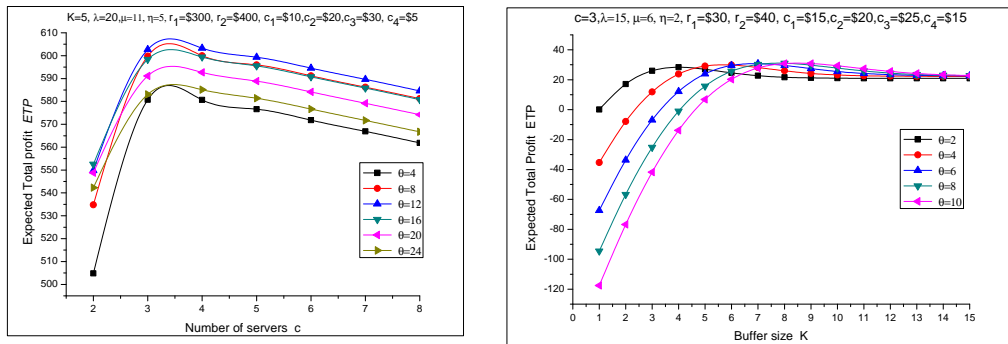 K=5, λ=20,μ=11, η=5, r1=$300, r2=$400, c1=$10,c2=$20,c3=$30, c4=$5
Expected Total profit ETP
610
600
590
580
570
560
550
540
530
520
510
500
θ=4
θ=8
θ=12
θ=16
θ=20
θ=24
2 3 4 5 6 7 8
Number of servers c
c=3,λ=15, μ=6, η=2, r1=$30, r2=$40, c1=$15,c2=$20,c3=$25,c4=$15
Expected Total Profit ETP
40
20
0
-20
-40
-60
-80
-100
-120
θ=2
θ=4
θ=6
θ=8
θ=10
0 1 2 3 4 5 6 7 8 9 10 11 12 13 14 15
Buffer size K